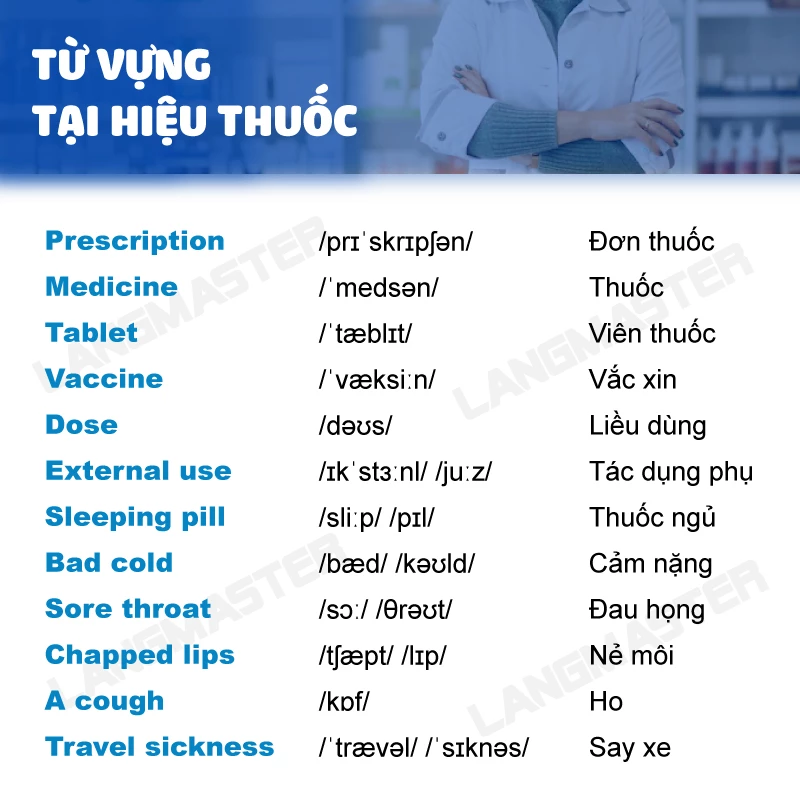 TỪ VỰNG
TẠI HIỆU THUỐC
Prescription /prɪˈskrɪpʃən/ Đơn thuốc
Medicine /ˈmedsən/ Thuốc
Tablet /ˈtæblɪt/ Viên thuốc
Vaccine /ˈvæksiːn/ Vắc xin
Dose /dəʊs/ Liều dùng
External use /ɪkˈstɜːnl/ /juːz/ Tác dụng phụ
Sleeping pill /sliːp/ /pɪl/ Thuốc ngủ
Bad cold /bæd/ /kəʊld/ Cảm nặng
Sore throat /sɔː/ /θrəʊt/ Đau họng
Chapped lips /tʃæpt/ /lɪp/ Nẻ môi
A cough /kɒf/ Ho
Travel sickness /ˈtrævəl/ /ˈsɪknəs/ Say xe
LANGMASTER
LANGMASTER
LANGMASTER
LANGMASTER